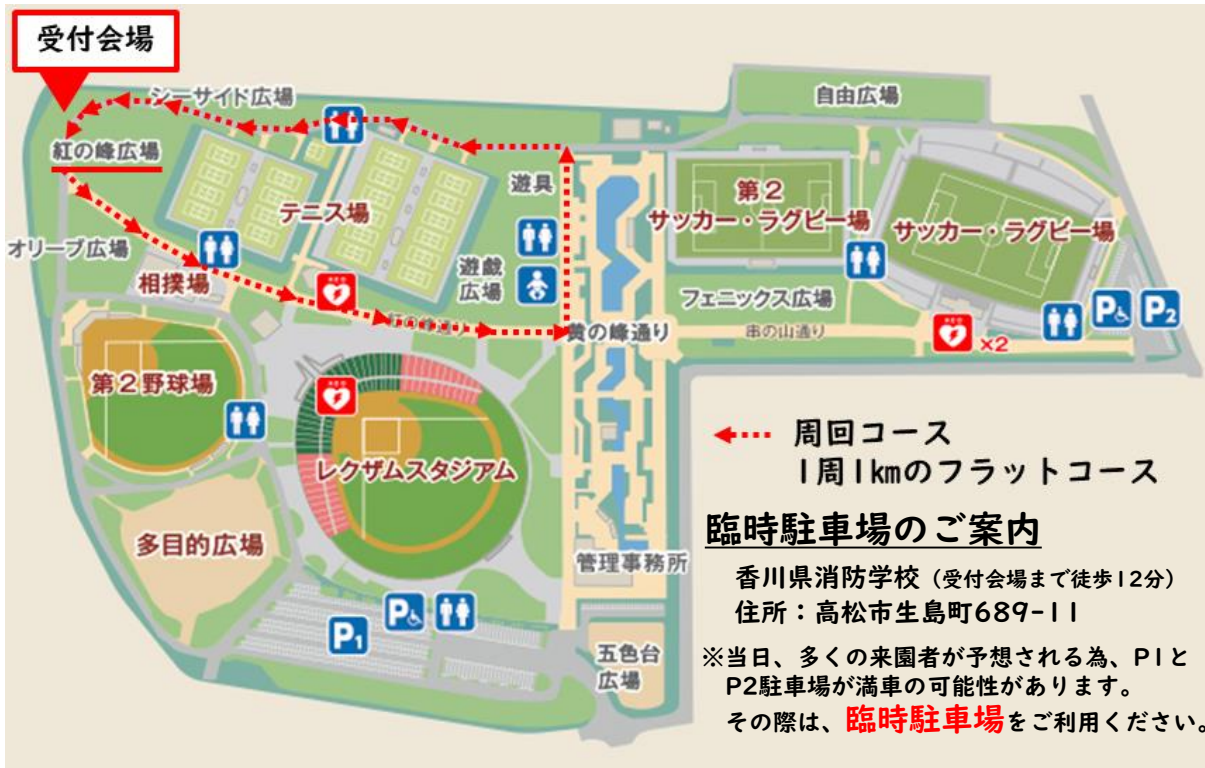 受付会場
シーサイド広場
自由広場
紅の峰広場
遊具
第2
サッカー・ラグビー場
サッカー・ラグビー場
テニス場
オリーブ広場
相撲場
遊戯
広場
フェニックス広場
紅の峰通り
黄の峰通り
串の山通り
×2
P
P2
第2野球場
レクザムスタジアム
多目的広場
管理事務所
P1
P
五色台
広場
周回コース
1周1kmのフラットコース
臨時駐車場のご案内
香川県消防学校（受付会場まで徒歩12分）
住所：高松市生島町689-11
※当日、多くの来園者が予想される為、P1と
P2駐車場が満車の可能性があります。
その際は、臨時駐車場をご利用ください。